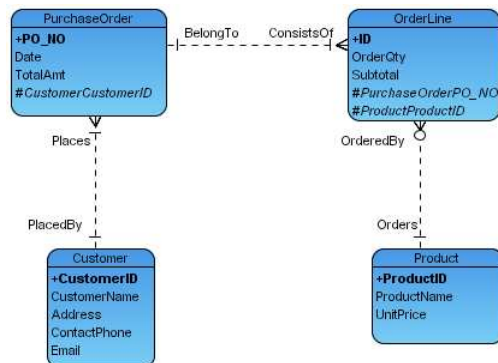 PurchaseOrder
+PO_NO
Date
TotalAmt
#CustomerCustomerID
BelongTo
ConsistsOf
OrderLine
+ID
OrderQty
Subtotal
#PurchaseOrderPO_NO
#ProductProductID
Places
OrderedBy
PlacedBy
Orders
Customer
+CustomerID
CustomerName
Address
ContactPhone
Email
Product
+ProductID
ProductName
UnitPrice